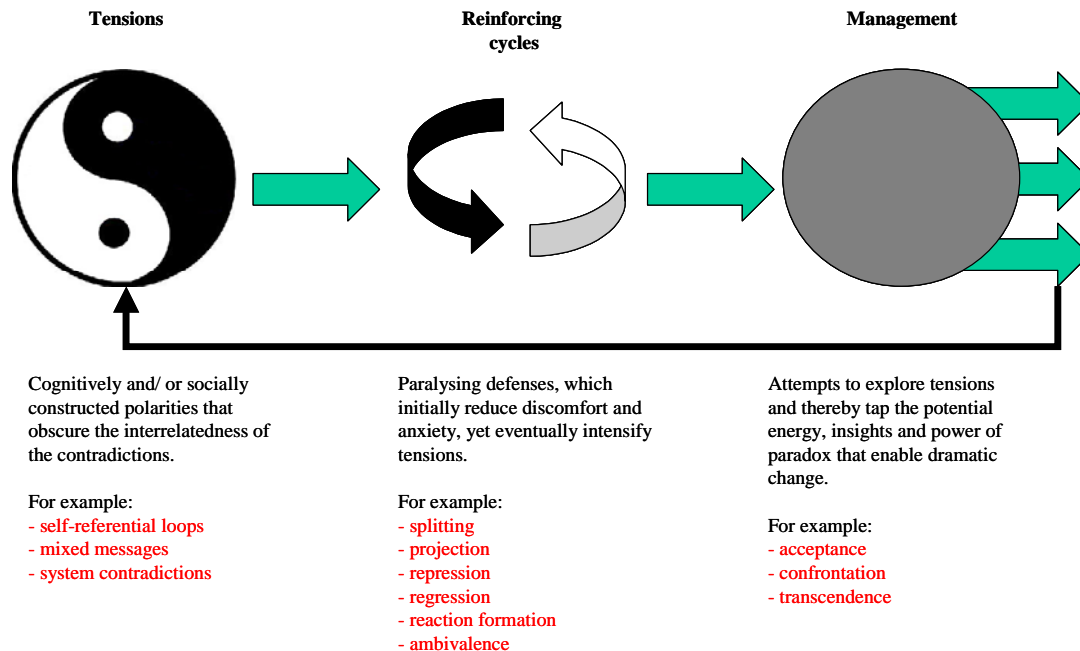 Tensions
Reinforcing
cycles
Management
Cognitively and/ or socially
constructed polarities that
obscure the interrelatedness of
the contradictions.
For example:
- self-referential loops
- mixed messages
- system contradictions
Paralysing defenses, which
initially reduce discomfort and
anxiety, yet eventually intensify
tensions.
For example:
- splitting
- projection
- repression
- regression
- reaction formation
- ambivalence
Attempts to explore tensions
and thereby tap the potential
energy, insights and power of
paradox that enable dramatic
change.
For example:
- acceptance
- confrontation
- transcendence